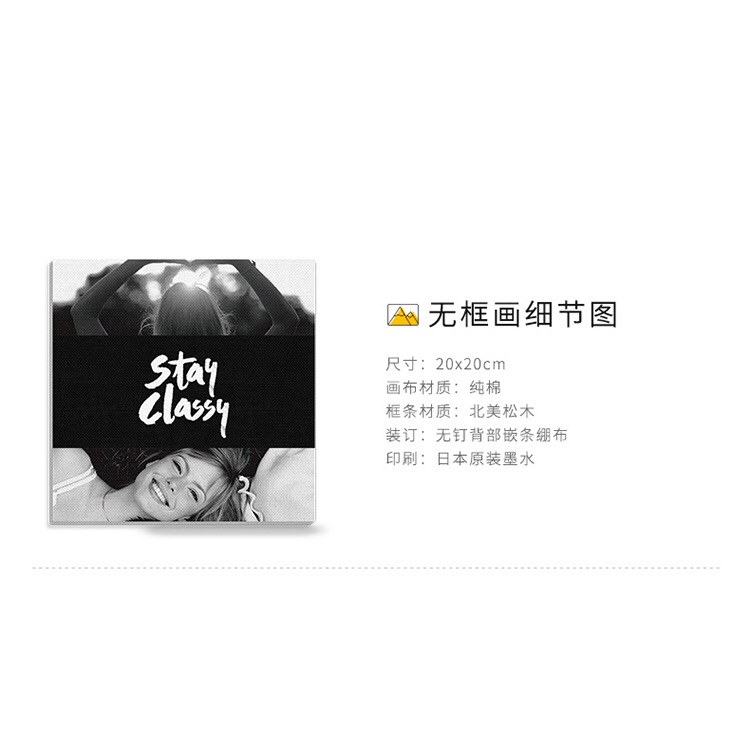 Stay
Classy
无框画细节图
尺寸：20x20cm
画布材质：纯棉
框条材质：北美松木
装订：无钉背部嵌条绷布
印刷：日本原装墨水